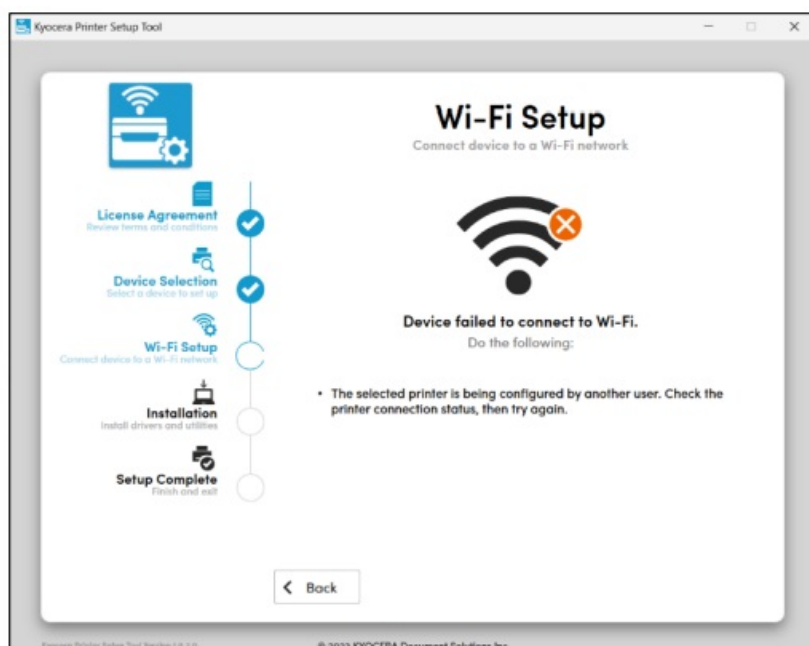 Kyocera Printer Setup Tool
Wi-Fi Setup
Connect device to a Wi-Fi network
License Agreement
Review terms and conditions
Device Selection
Select a device to set up
Wi-Fi Setup
Connect device to a Wi-Fi network
Installation
Install drivers and utilities
Setup Complete
Finish and exit
Device failed to connect to Wi-Fi.
Do the following:
• The selected printer is being configured by another user. Check the
printer connection status, then try again.
Back
Kyocera Printer Setup Tool
KYOCERA Document Solutions Inc.